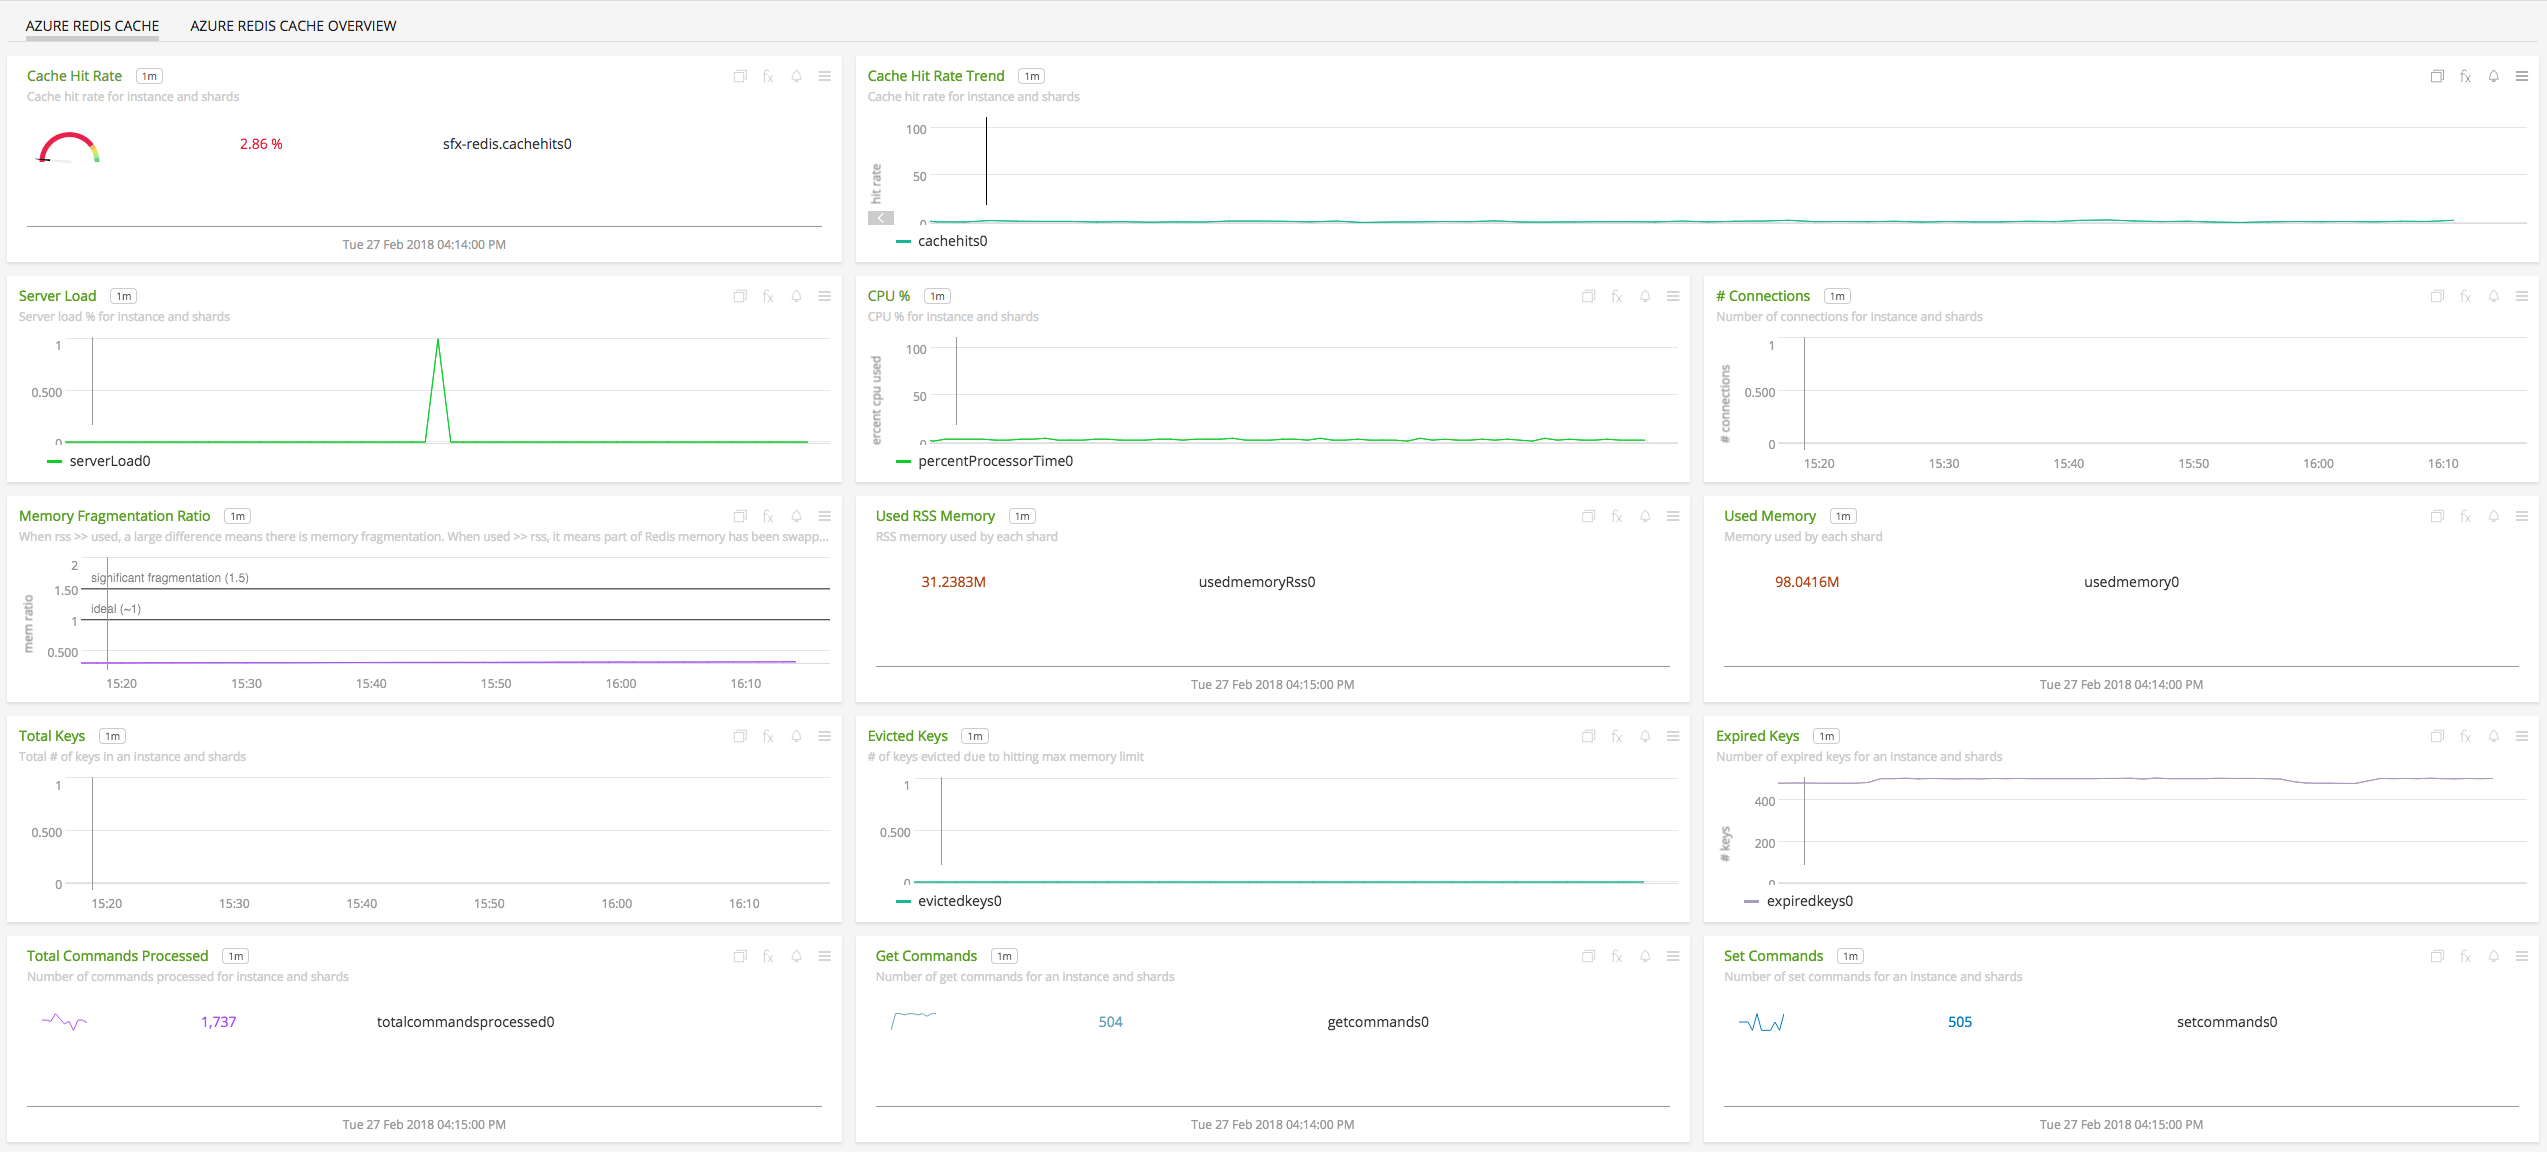 AZURE REDIS CACHE
AZURE REDIS CACHE OVERVIEW
Cache Hit Rate 1m
Cache hit rate for instance and shards
2.86 %
sfx-redis.cachehits0
Tue 27 Feb 2018 04:14:00 PM
Cache Hit Rate Trend 1m
Cache hit rate for instance and shards
100
50
0
hit rate
cachehits0
Server Load 1m
Server load % for instance and shards
1
0.500
0
serverLoad0
CPU % 1m
CPU % for instance and shards
100
50
0
ercent cpu used
percentProcessorTime0
# Connections 1m
Number of connections for instance and shards
1
0.500
0
# connections
15:20 15:30 15:40 15:50 16:00 16:10
Memory Fragmentation Ratio 1m
When rss >> used, a large difference means there is memory fragmentation. When used >> rss, it means part of Redis memory has been swapp...
2
significant fragmentation (1.5)
1.50
ideal (~1)
1
0.500
mem ratio
15:20 15:30 15:40 15:50 16:00 16:10
Used RSS Memory 1m
RSS memory used by each shard
31.2383M
usedmemoryRss0
Tue 27 Feb 2018 04:15:00 PM
Used Memory 1m
Memory used by each shard
98.0416M
usedmemory0
Tue 27 Feb 2018 04:14:00 PM
Total Keys 1m
Total # of keys in an instance and shards
1
0.500
0
15:20 15:30 15:40 15:50 16:00 16:10
Evicted Keys 1m
# of keys evicted due to hitting max memory limit
1
0.500
0
evictedkeys0
Expired Keys 1m
Number of expired keys for an instance and shards
400
200
0
# keys
expiredkeys0
Total Commands Processed 1m
Number of commands processed for instance and shards
1,737
totalcommandsprocessed0
Tue 27 Feb 2018 04:15:00 PM
Get Commands 1m
Number of get commands for an instance and shards
504
getcommands0
Tue 27 Feb 2018 04:14:00 PM
Set Commands 1m
Number of set commands for an instance and shards
505
setcommands0
Tue 27 Feb 2018 04:15:00 PM